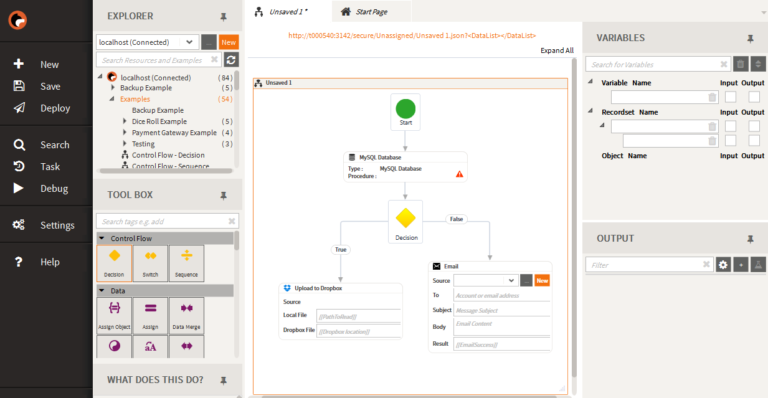 New
Save
Deploy
Search
Task
Debug
Settings
Help
EXPLORER
localhost (Connected)
...
New
Search Resources and Examples
localhost (Connected) (84)
Backup Example (5)
Examples (54)
Backup Example
Dice Roll Example (5)
Payment Gateway Example (4)
Testing (3)
Control Flow - Decision
Control Flow - Sequence
TOOL BOX
Search tags e.g. add
Control Flow
Decision Switch Sequence
Data
Assign Object Assign Data Merge
aA
WHAT DOES THIS DO?
Unsaved 1 * Start Page
http://t000540:3142/secure/Unassigned/Unsaved 1.json?<DataList></DataList>
Expand All
Unsaved 1
Start
MySQL Database
Type : MySQL Database
Procedure :
Decision
True
False
Upload to Dropbox
Source
Local File [[PathToRead]]
Dropbox File [[Dropbox location]]
Email
Source ... New
To Account or email address
Subject Message Subject
Body Email Content
Result [[EmailSuccess]]
VARIABLES
Search for Variables
Variable Name Input Output
Recordset Name Input Output
Object Name Input Output
OUTPUT
Filter